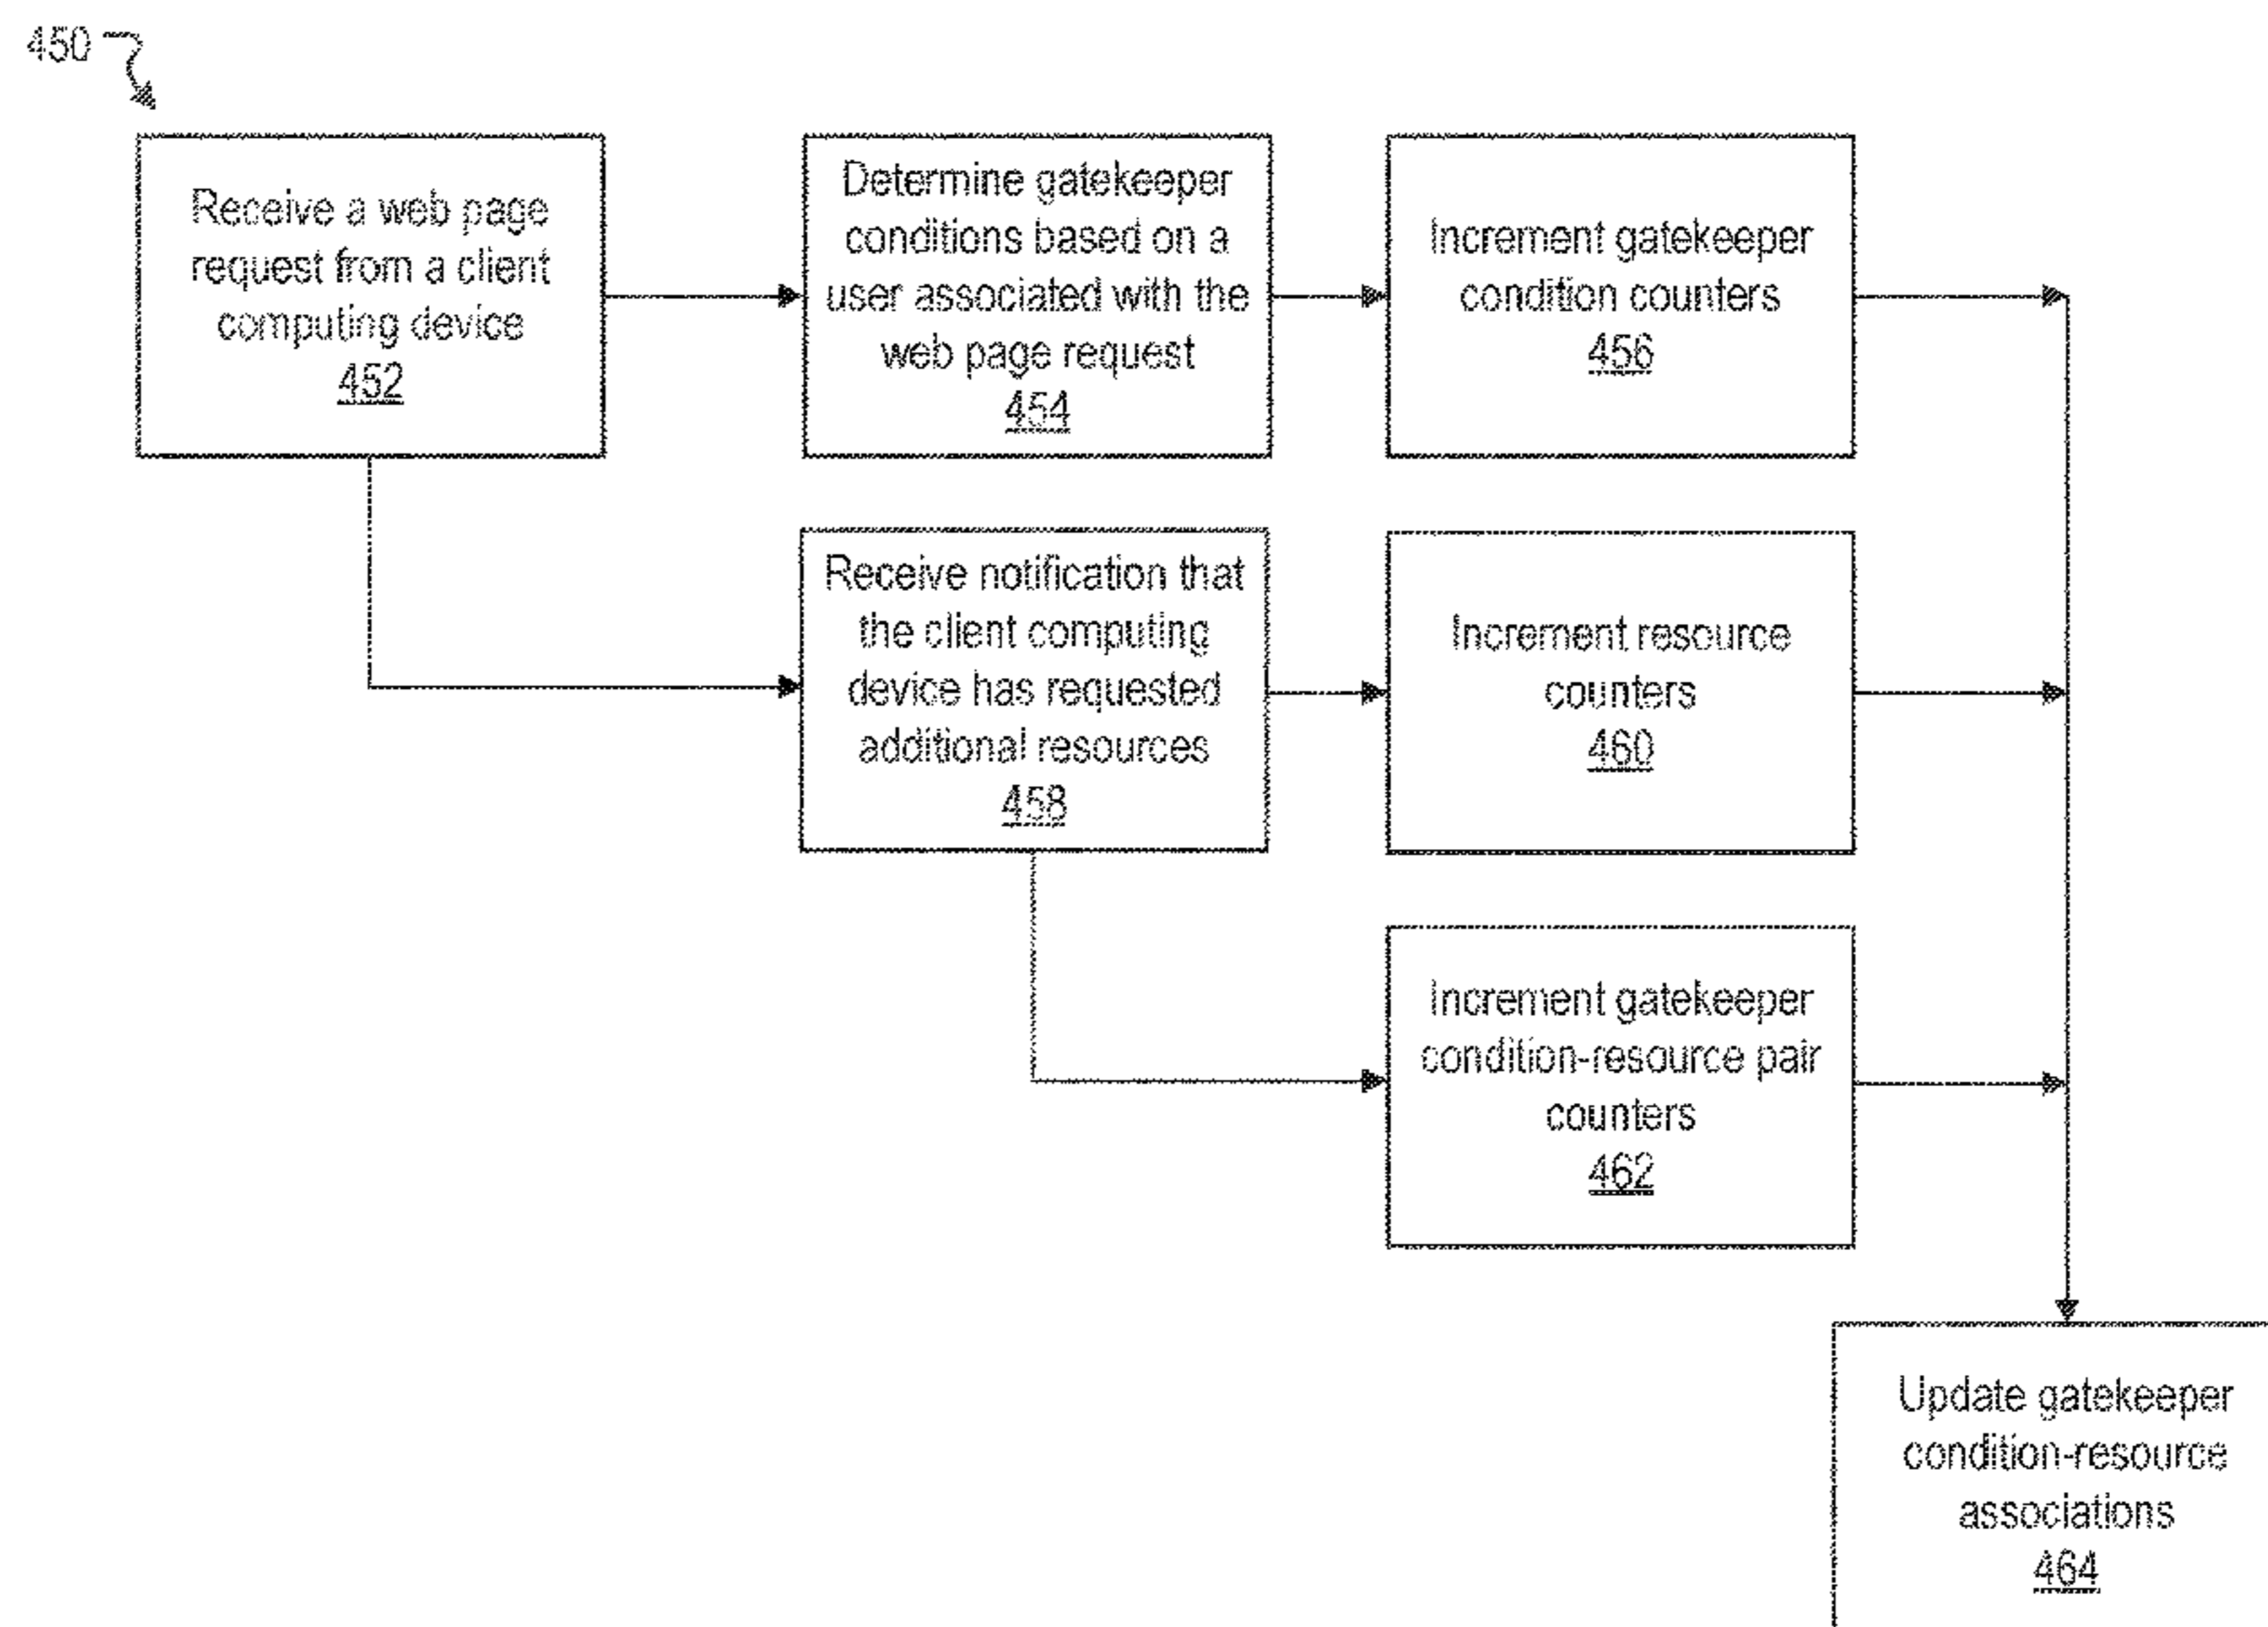 450
Receive a web page
request from a client
computing device
452
Determine gatekeeper
conditions based on a
user associated with the
web page request
454
Increment gatekeeper
condition counters
456
Receive notification that
the client computing
device has requested
additional resources
458
Increment resource
counters
460
Increment gatekeeper
condition-resource pair
counters
462
Update gatekeeper
condition-resource
associations
464